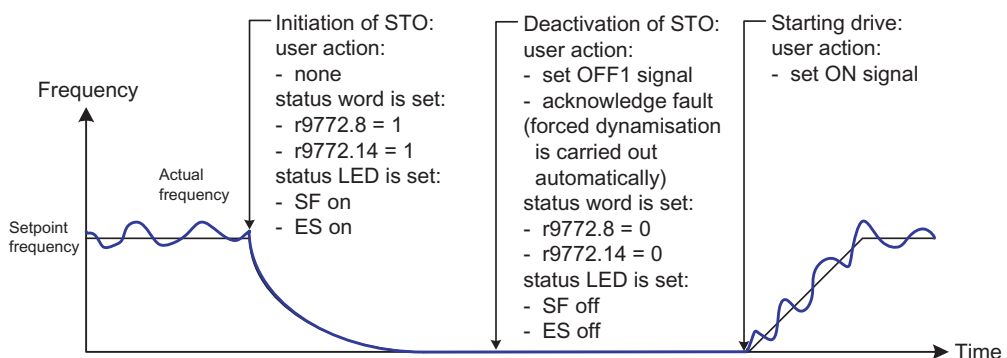 Initiation of STO:
user action:
- none
status word is set:
- r9772.8 = 1
- r9772.14 = 1
status LED is set:
- SF on
- ES on
Deactivation of STO:
user action:
- set OFF1 signal
- acknowledge fault
(forced dynamisation
is carried out
automatically)
status word is set:
- r9772.8 = 0
- r9772.14 = 0
status LED is set:
- SF off
- ES off
Starting drive:
user action:
- set ON signal
Frequency
Actual
frequency
Setpoint
frequency
Time